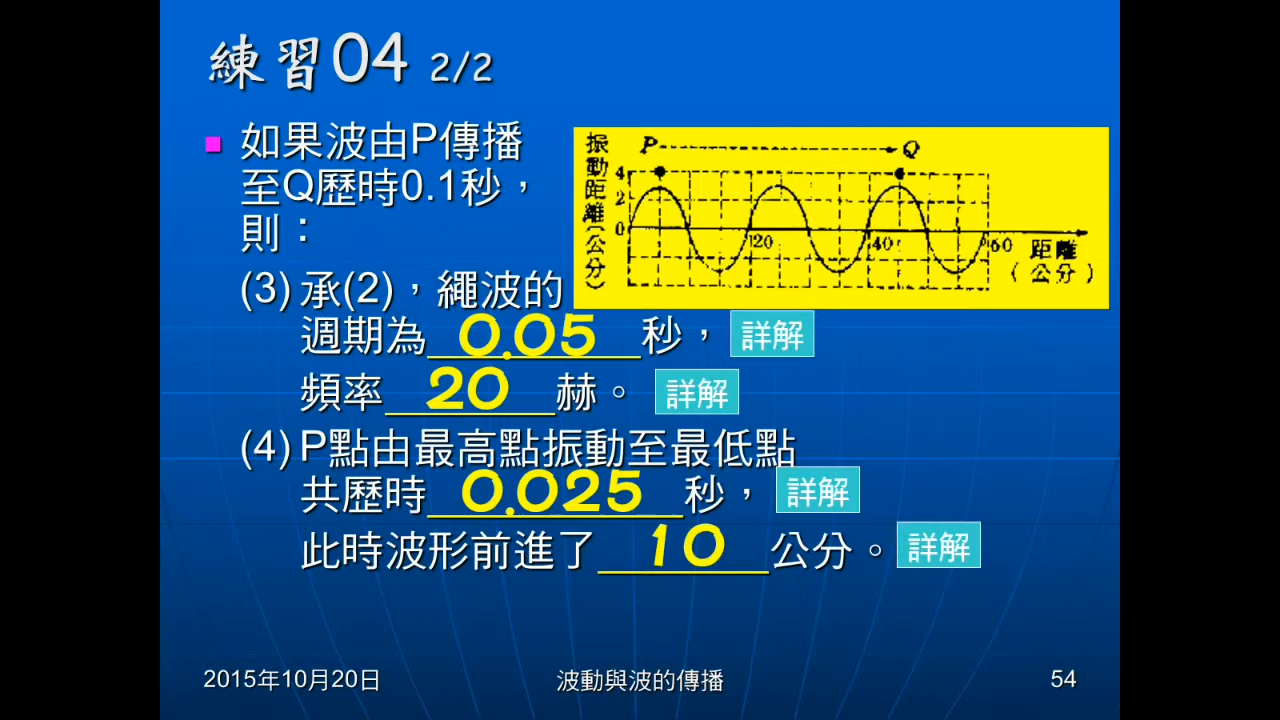 練習04 2/2
如果波由P傳播
至Q歷時0.1秒，
則：
(3) 承(2)，繩波的
週期為 0.05 秒， 詳解
頻率 20 赫。 詳解
(4) P點由最高點振動至最低點
共歷時 0.025 秒， 詳解
此時波形前進了 10 公分。 詳解
振動距離（公分）
P Q
4
2
0
20 40 60
距離
（公分）
2015年10月20日 波動與波的傳播 54